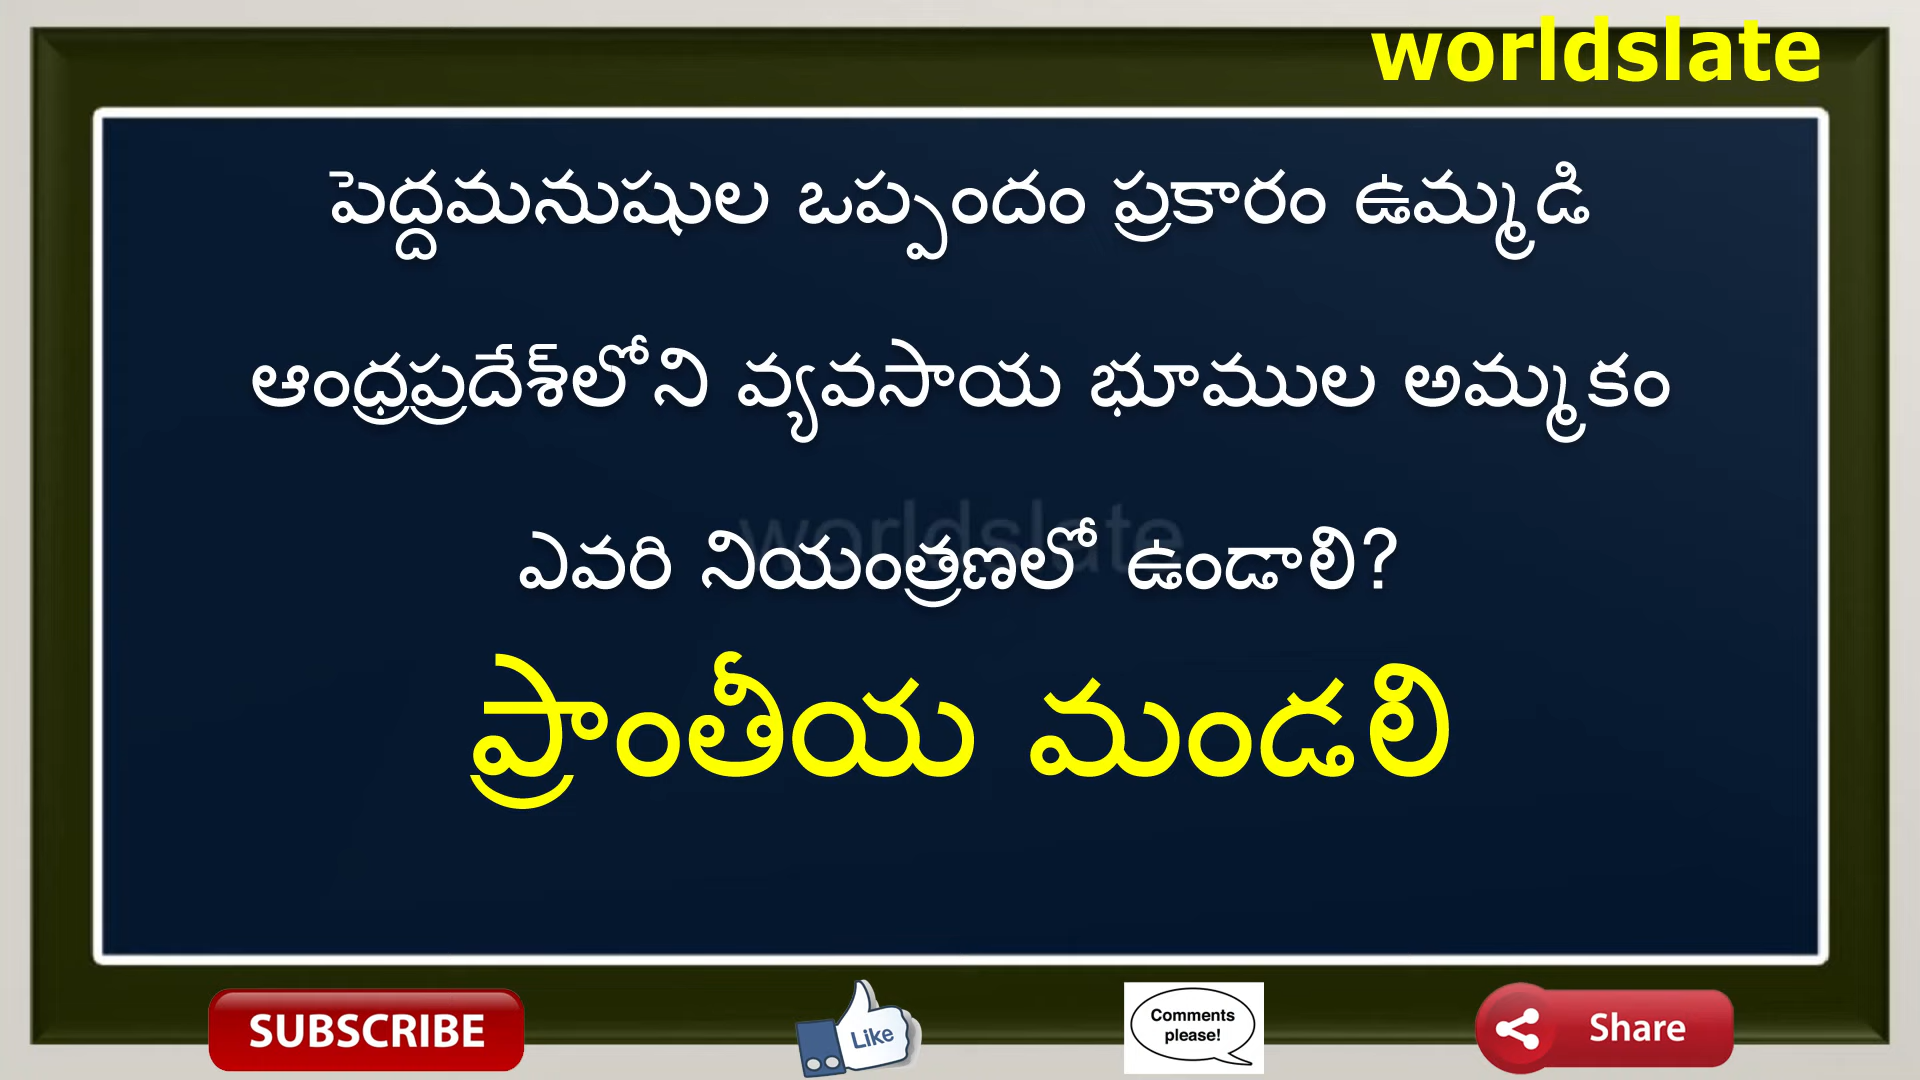 worldslate
పెద్దమనుషుల ఒప్పందం ప్రకారం ఉమ్మడి
ఆంధ్రప్రదేశ్‌లోని వ్యవసాయ భూముల అమ్మకం
worldslate
ఎవరి నియంత్రణలో ఉండాలి?
ప్రాంతీయ మండలి
SUBSCRIBE
Like
Comments
please!
Share